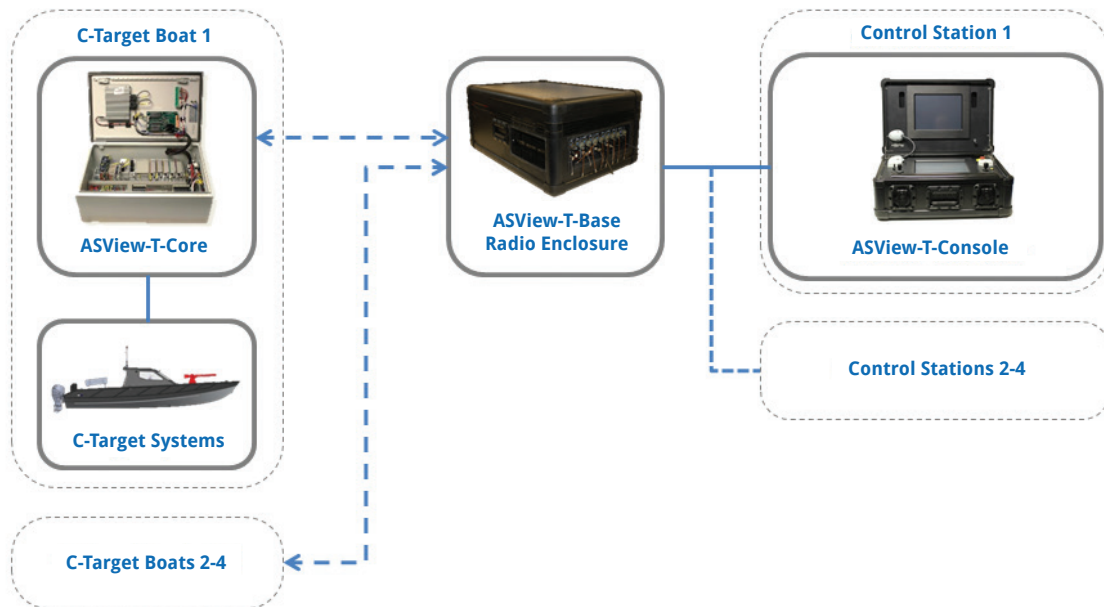 C-Target Boat 1
ASView-T-Core
C-Target Systems
C-Target Boats 2-4
ASView-T-Base
Radio Enclosure
Control Station 1
ASView-T-Console
Control Stations 2-4